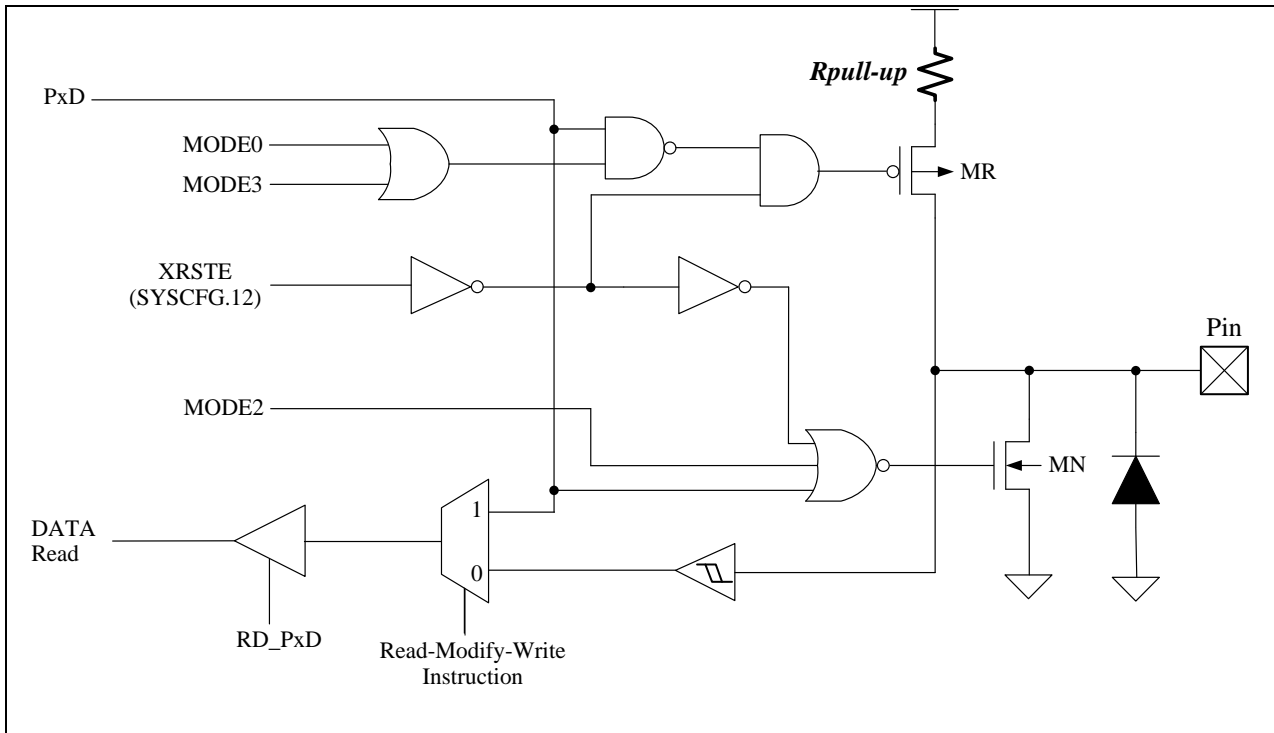 Rpull-up
PxD
MODE0
MODE3
MR
XRSTE
(SYSCFG.12)
Pin
MODE2
MN
1
DATA
Read
0
RD_PxD
Read-Modify-Write
Instruction